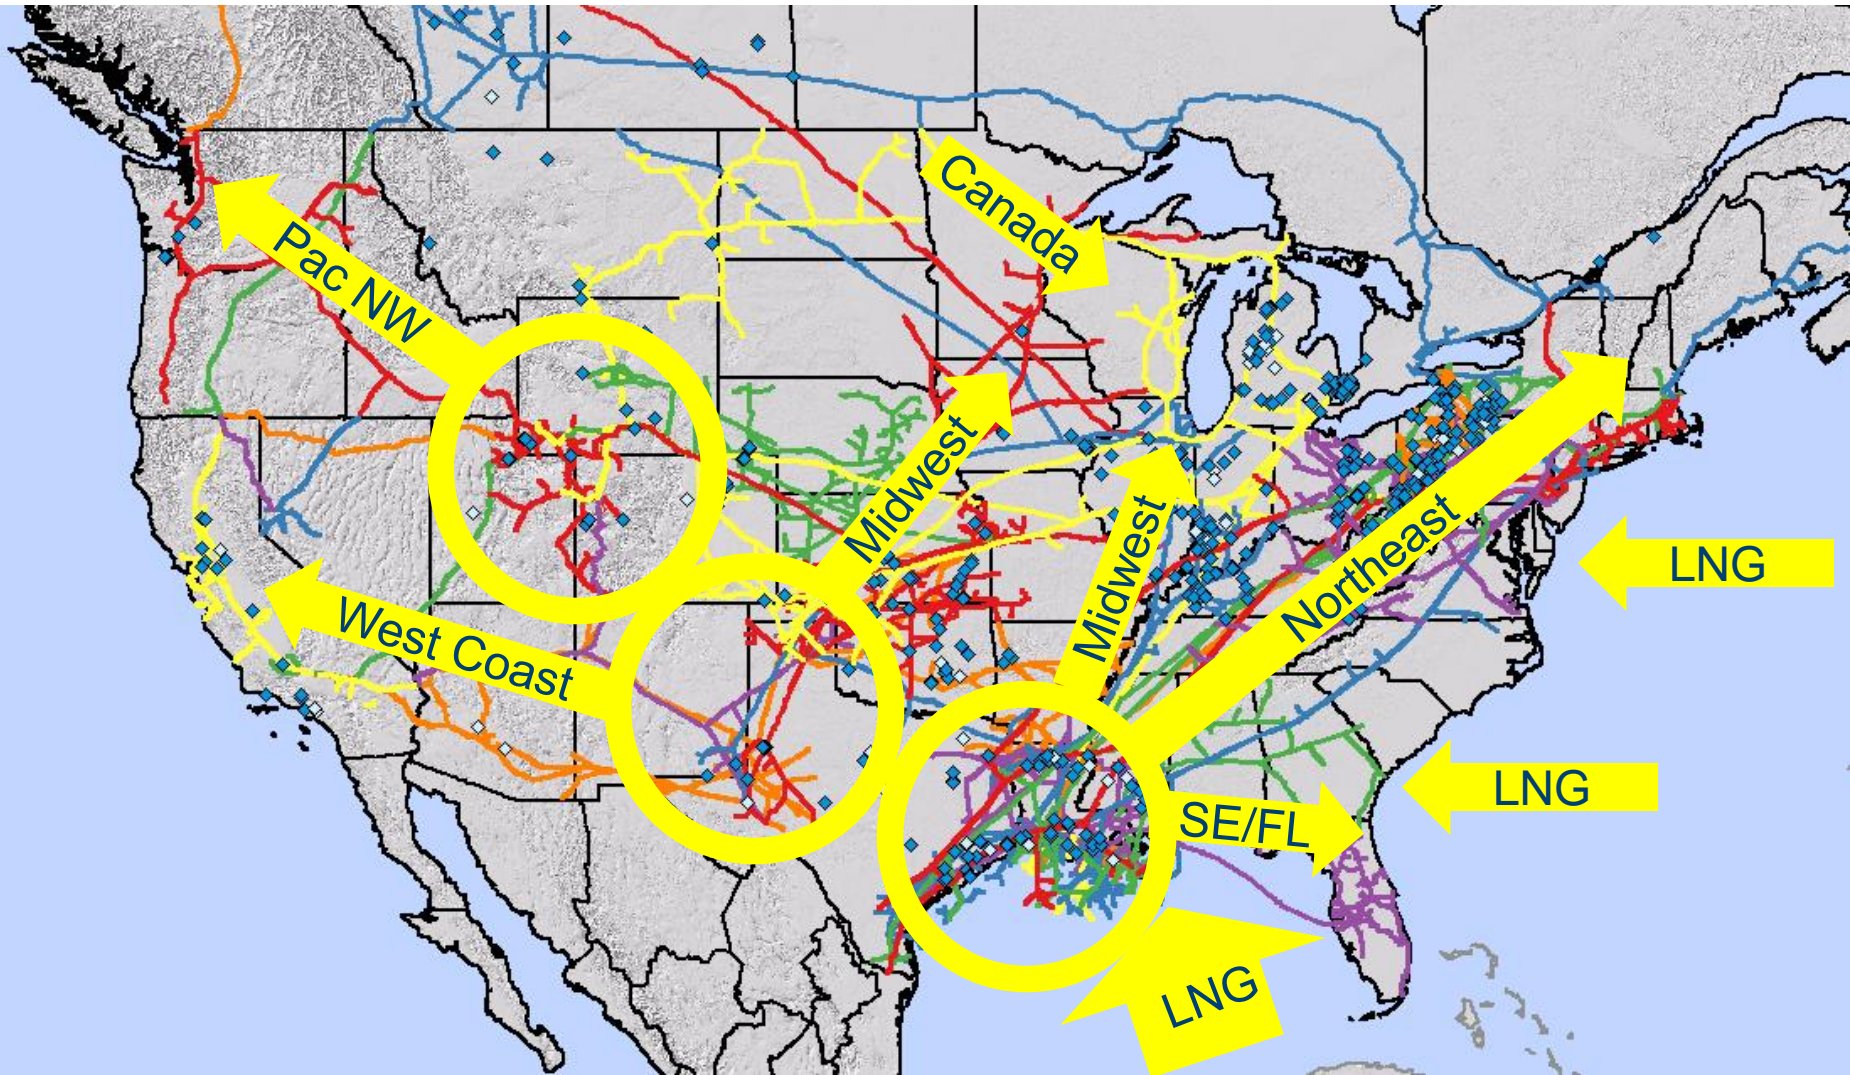 Canada
Pac NW
Midwest
Midwest
Northeast
LNG
West Coast
LNG
SE/FL
LNG